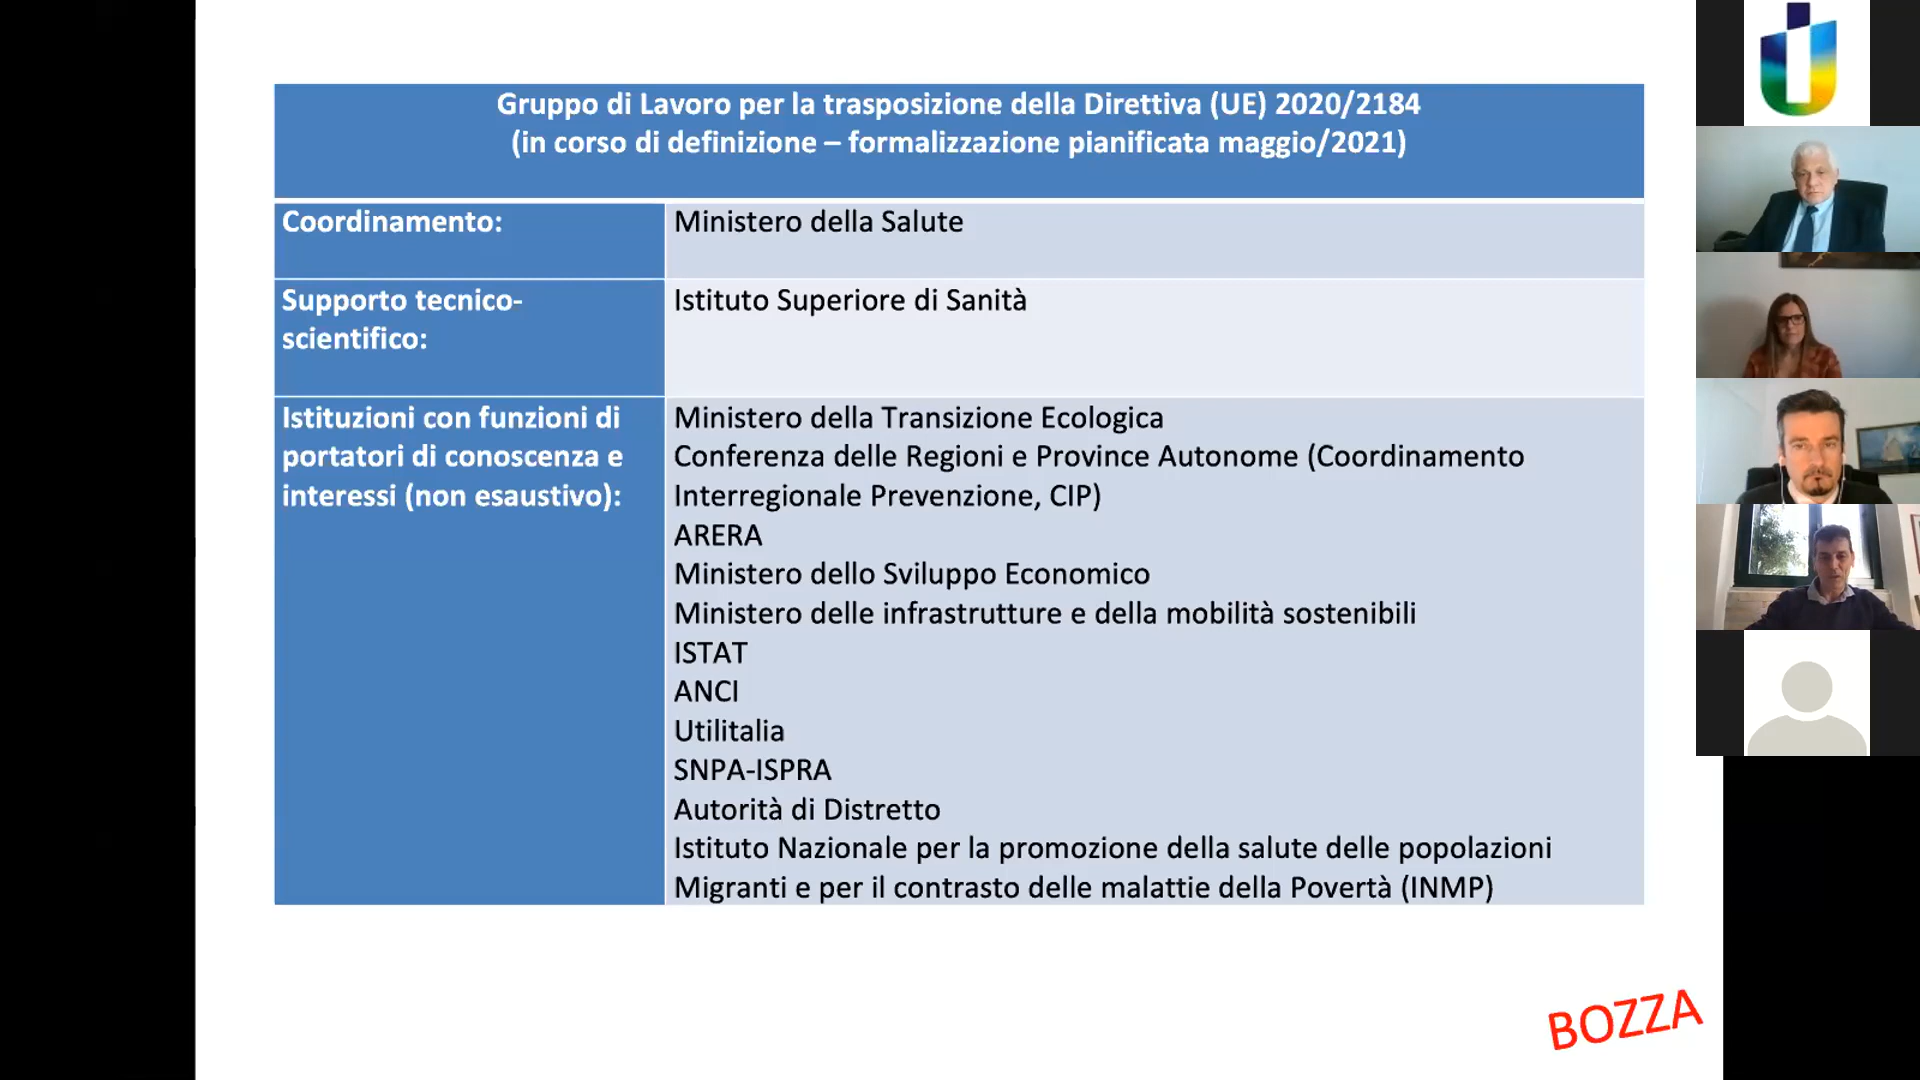 Gruppo di Lavoro per la trasposizione della Direttiva (UE) 2020/2184
(in corso di definizione – formalizzazione pianificata maggio/2021)
Coordinamento:
Ministero della Salute
Supporto tecnico-
scientifico:
Istituto Superiore di Sanità
Istituzioni con funzioni di
portatori di conoscenza e
interessi (non esaustivo):
Ministero della Transizione Ecologica
Conferenza delle Regioni e Province Autonome (Coordinamento
Interregionale Prevenzione, CIP)
ARERA
Ministero dello Sviluppo Economico
Ministero delle infrastrutture e della mobilità sostenibili
ISTAT
ANCI
Utilitalia
SNPA-ISPRA
Autorità di Distretto
Istituto Nazionale per la promozione della salute delle popolazioni
Migranti e per il contrasto delle malattie della Povertà (INMP)
BOZZA